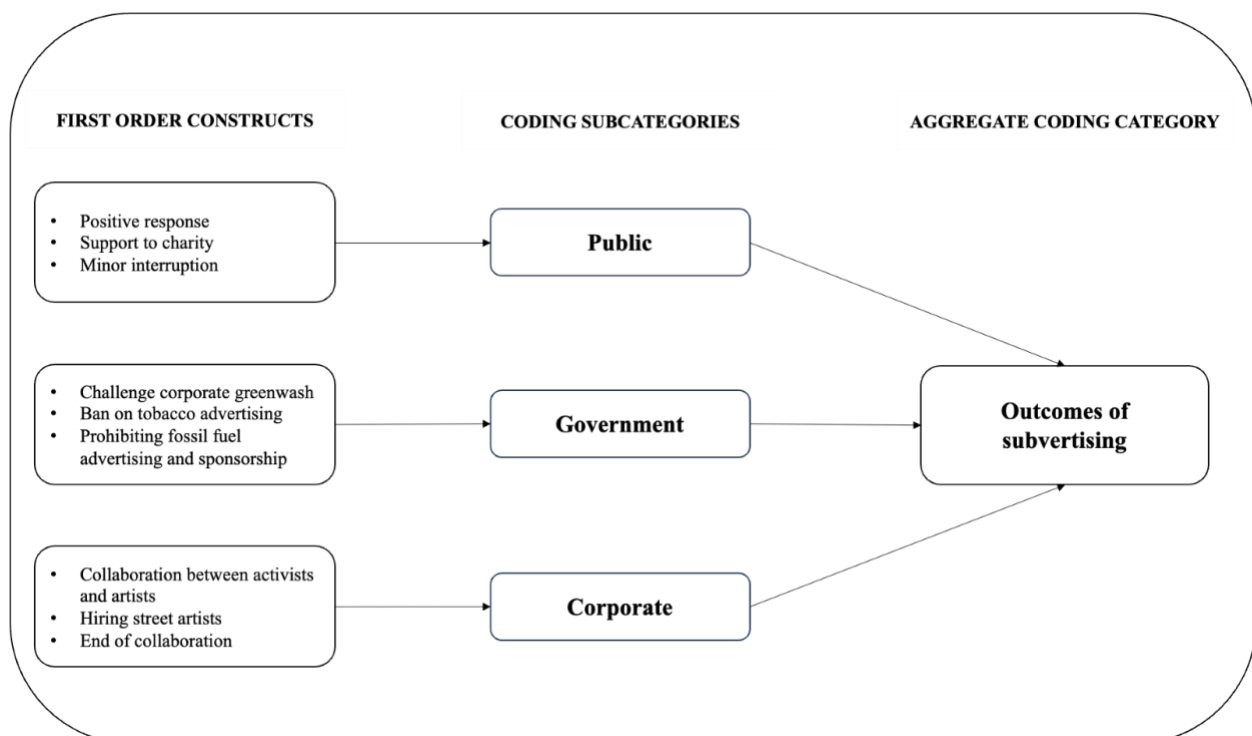 FIRST ORDER CONSTRUCTS
CODING SUBCATEGORIES
AGGREGATE CODING CATEGORY
• Positive response
• Support to charity
• Minor interruption
Public
• Challenge corporate greenwash
• Ban on tobacco advertising
• Prohibiting fossil fuel
advertising and sponsorship
Government
Outcomes of
subvertising
• Collaboration between activists
and artists
• Hiring street artists
• End of collaboration
Corporate